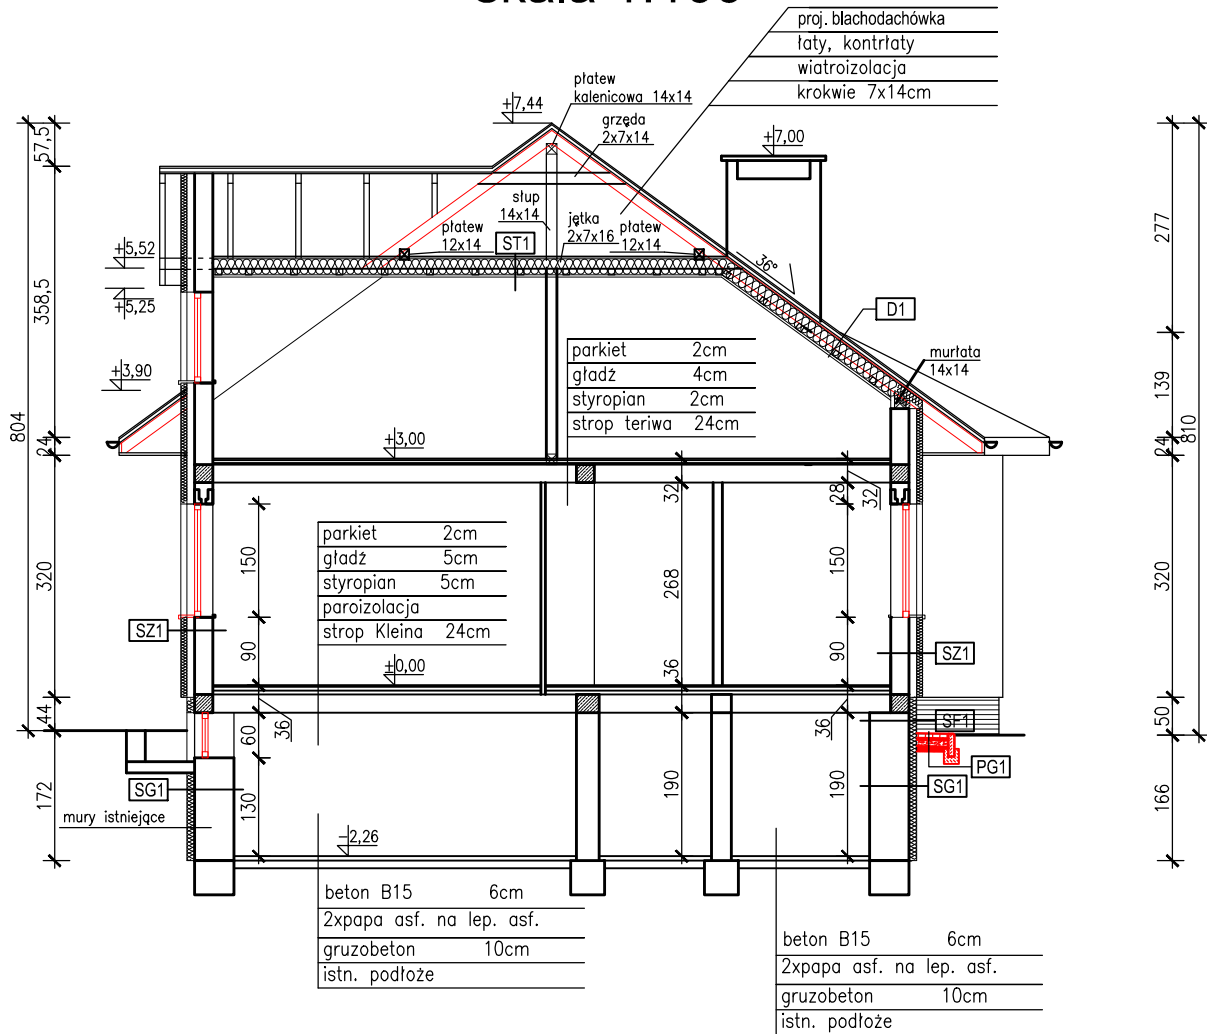 proj. blachodachówka
łaty, kontrłaty
wiatroizolacja
krokwie 7x14cm
płatew
kalenicowa 14x14
grzęda
2x7x14
+7,44
+7,00
słup
14x14
jętka
2x7x16
płatew
12x14
płatew
12x14
ST1
36°
+5,52
+5,25
+3,90
D1
murłata
14x14
parkiet 2cm
gładź 4cm
styropian 2cm
strop teriwa 24cm
+3,00
parkiet 2cm
gładź 5cm
styropian 5cm
paroizolacja
strop Kleina 24cm
+0,00
SZ1
SZ1
SF1
PG1
SG1
SG1
mury istniejące
-2,26
beton B15 6cm
2xpapa asf. na lep. asf.
gruzobeton 10cm
istn. podłoże
beton B15 6cm
2xpapa asf. na lep. asf.
gruzobeton 10cm
istn. podłoże
804
57,5
358,5
24
320
44
172
150
90
36
60
130
32
268
36
190
28
32
150
90
36
190
277
139
24
320
50
166
810